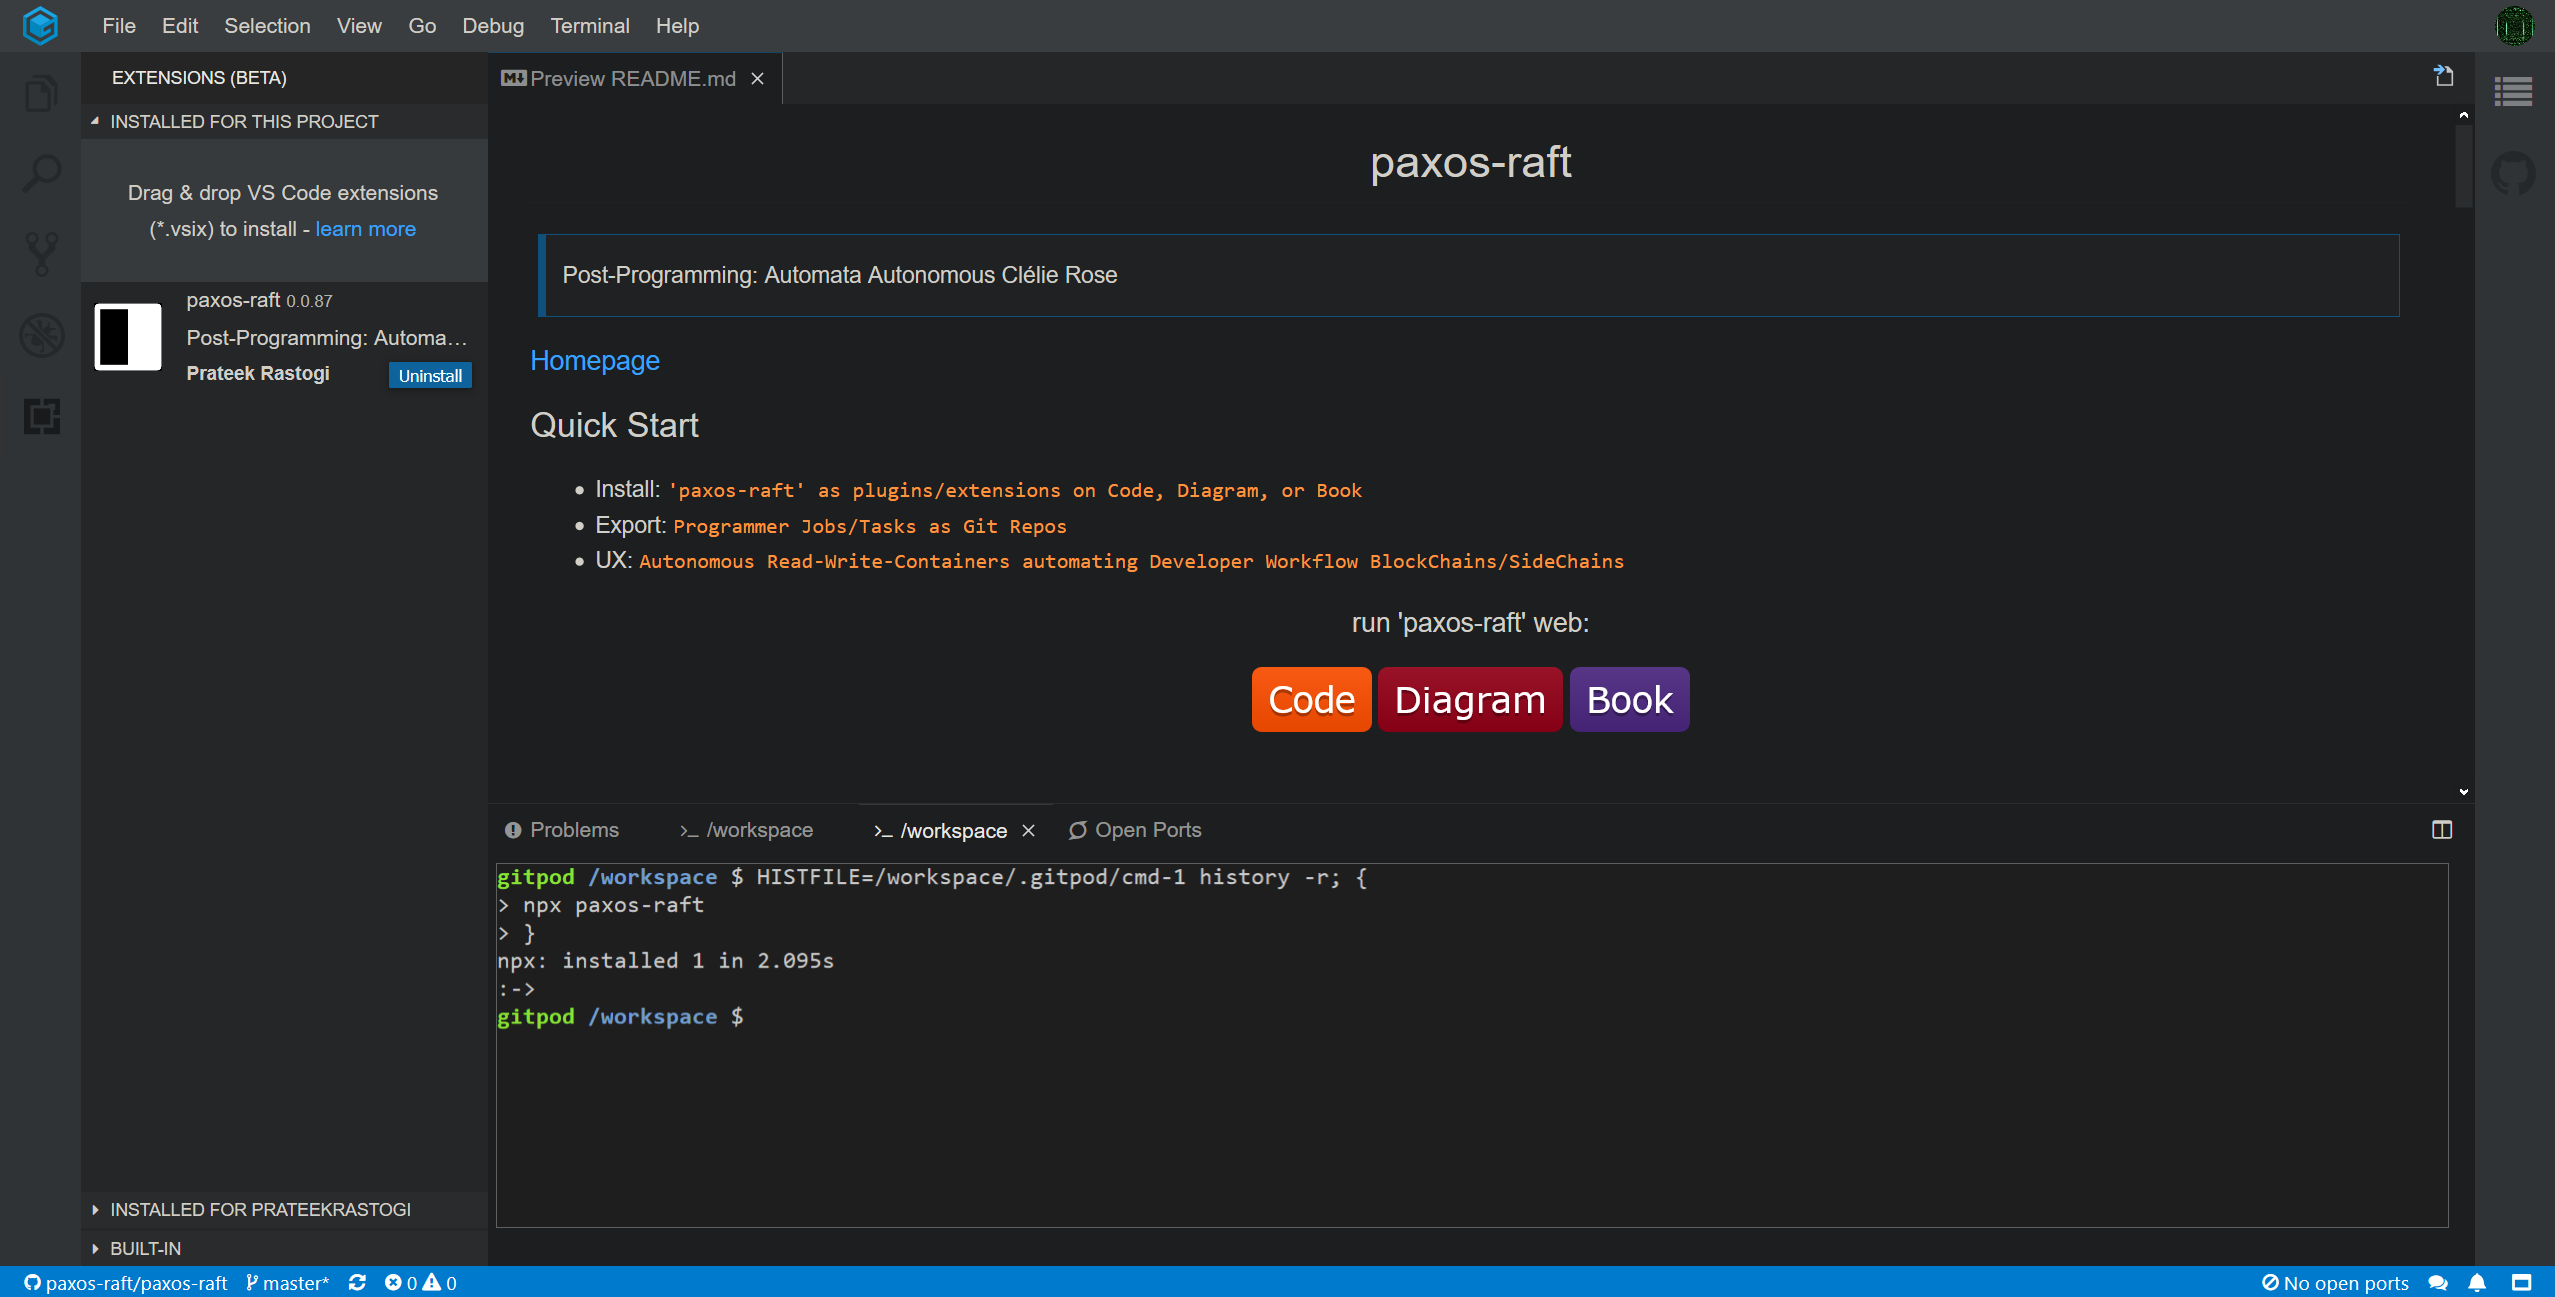 File Edit Selection View Go Debug Terminal Help
EXTENSIONS (BETA)
INSTALLED FOR THIS PROJECT
Drag & drop VS Code extensions
(*.vsix) to install - learn more
paxos-raft 0.0.87
Post-Programming: Automa…
Prateek Rastogi
Uninstall
INSTALLED FOR PRATEEKRASTOGI
BUILT-IN
Preview README.md
paxos-raft
Post-Programming: Automata Autonomous Clélie Rose
Homepage
Quick Start
Install: 'paxos-raft' as plugins/extensions on Code, Diagram, or Book
Export: Programmer Jobs/Tasks as Git Repos
UX: Autonomous Read-Write-Containers automating Developer Workflow BlockChains/SideChains
run 'paxos-raft' web:
Code Diagram Book
Problems >_ /workspace >_ /workspace Open Ports
gitpod /workspace $ HISTFILE=/workspace/.gitpod/cmd-1 history -r; {
> npx paxos-raft
> }
npx: installed 1 in 2.095s
:->
gitpod /workspace $
paxos-raft/paxos-raft master* 0 0 No open ports